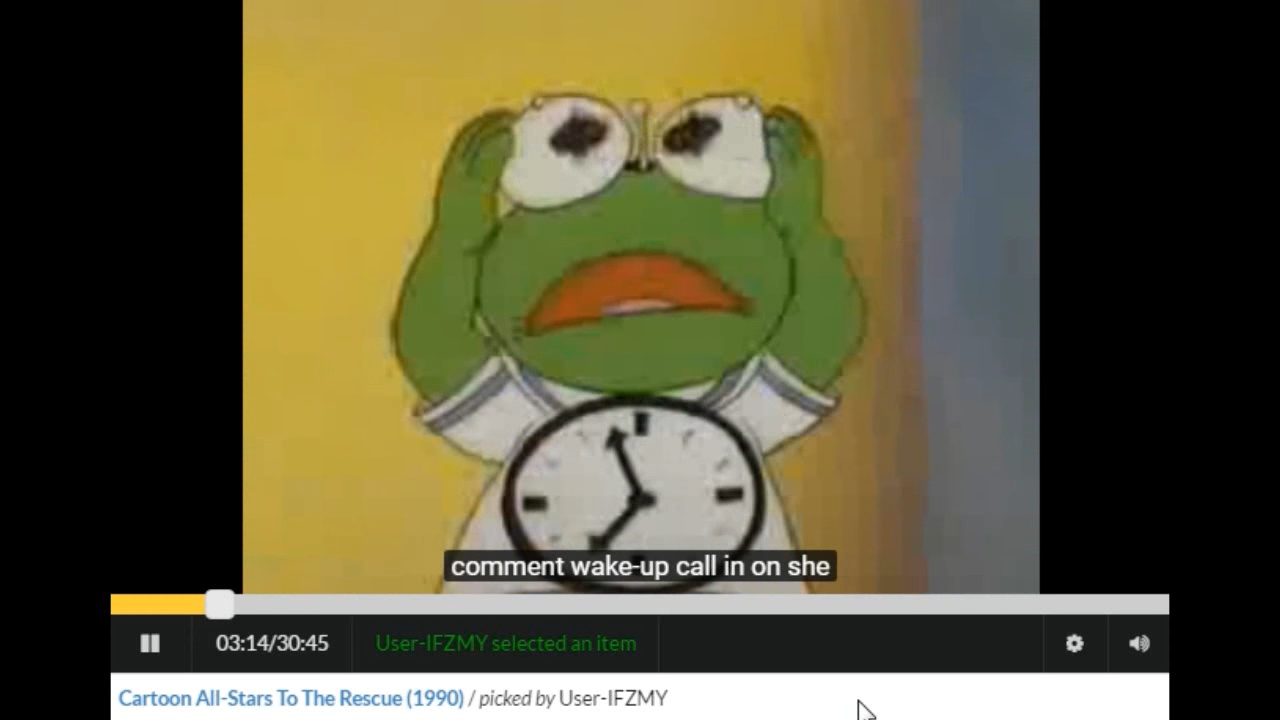 comment wake-up call in on she
03:14/30:45
User-IFZMY selected an item
Cartoon All-Stars To The Rescue (1990) / picked by User-IFZMY